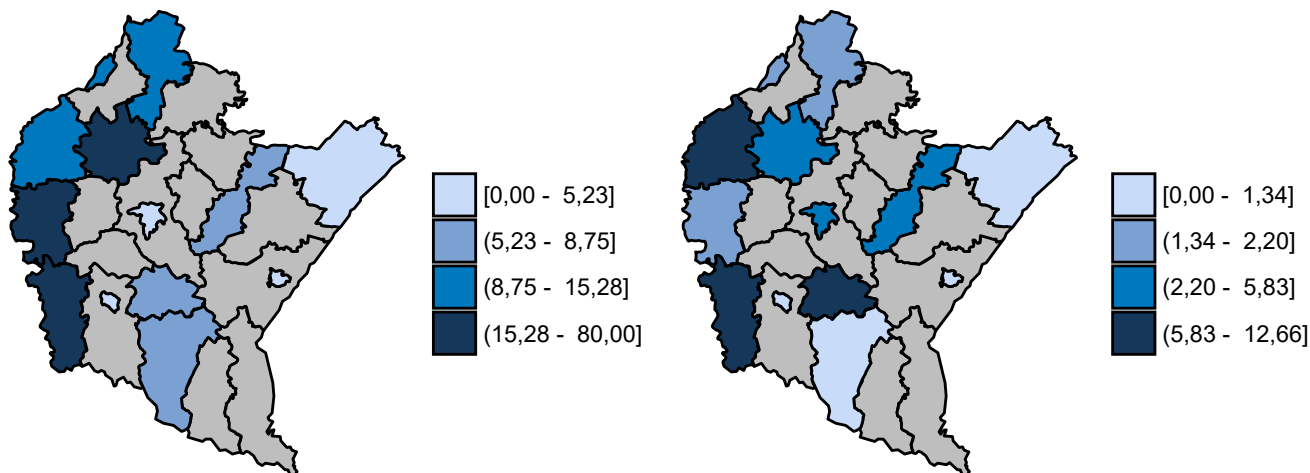 [0,00 - 5,23]
(5,23 - 8,75]
(8,75 - 15,28]
(15,28 - 80,00]
[0,00 - 1,34]
(1,34 - 2,20]
(2,20 - 5,83]
(5,83 - 12,66]